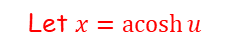 Let x = acosh u